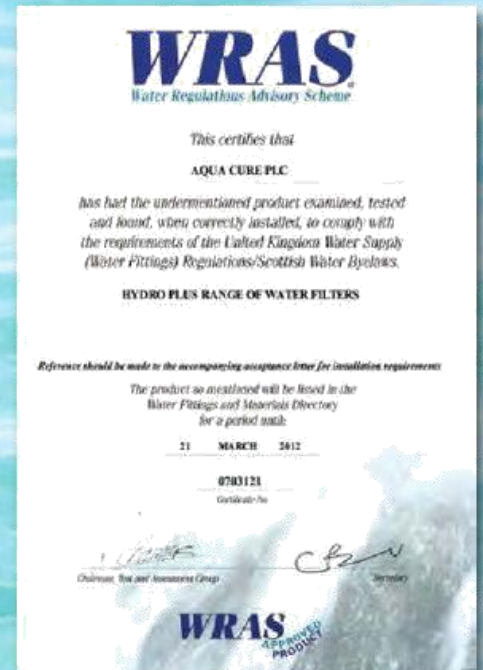 WRAS
Water Regulations Advisory Scheme
This certifies that
AQUA CURE PLC
has had the undermentioned product examined, tested
and found, when correctly installed, to comply with
the requirements of the United Kingdom Water Supply
(Water Fittings) Regulations/Scottish Water Byelaws.
HYDRO PLUS RANGE OF WATER FILTERS
Reference should be made to the accompanying acceptance letter for installation requirements
The product so mentioned will be listed in the
Water Fittings and Materials Directory
for a period until:
21 MARCH 2012
0703121
Certificate No
Chairman, Test and Assessment Group
Secretary
WRAS
APPROVED
PRODUCT